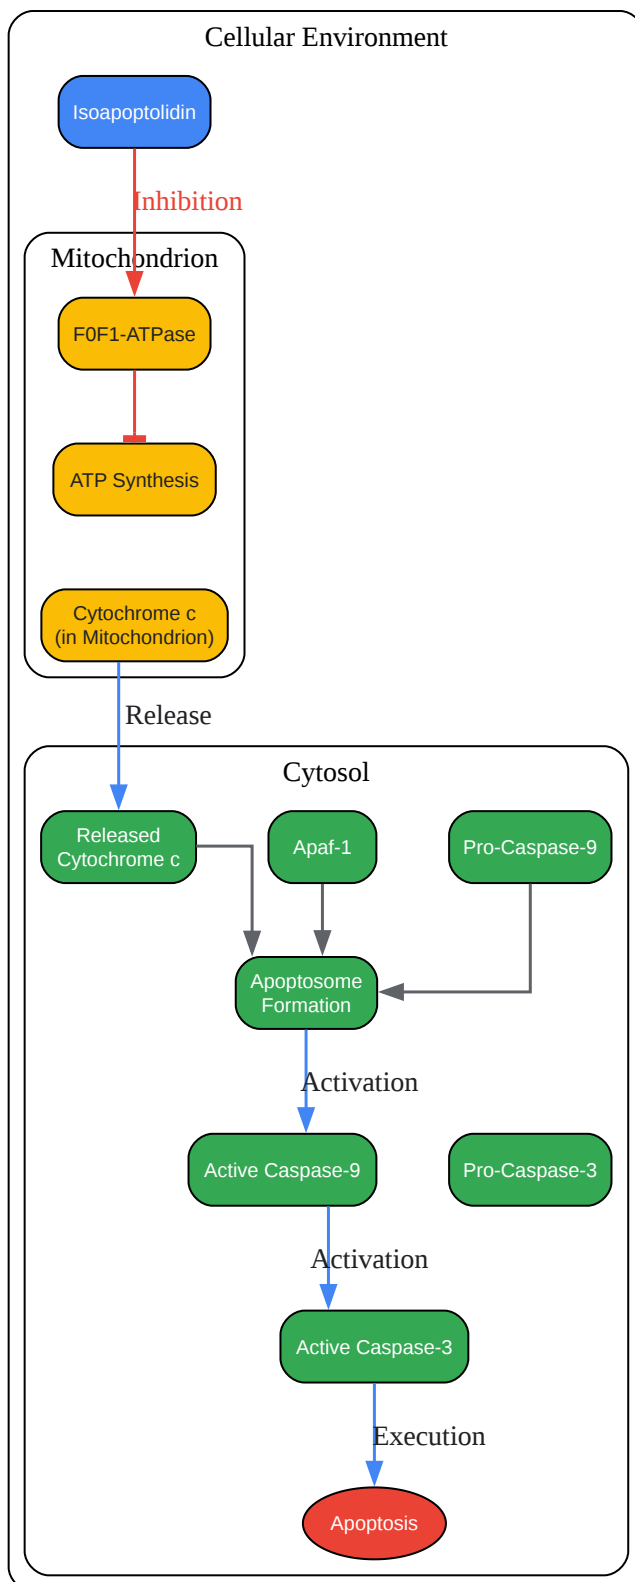 Cellular Environment
Isoapoptolidin
Inhibition
Mitochondrion
F0F1-ATPase
ATP Synthesis
Cytochrome c
(in Mitochondrion)
Release
Cytosol
Released
Cytochrome c
Apaf-1
Pro-Caspase-9
Apoptosome
Formation
Activation
Active Caspase-9
Pro-Caspase-3
Activation
Active Caspase-3
Execution
Apoptosis